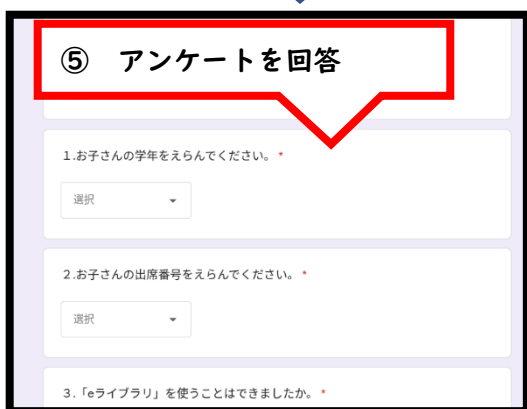 ⑤ アンケートを回答
１.お子さんの学年をえらんでください。 *
選択
２.お子さんの出席番号をえらんでください。 *
選択
３.「eライブラリ」を使うことはできましたか。 *